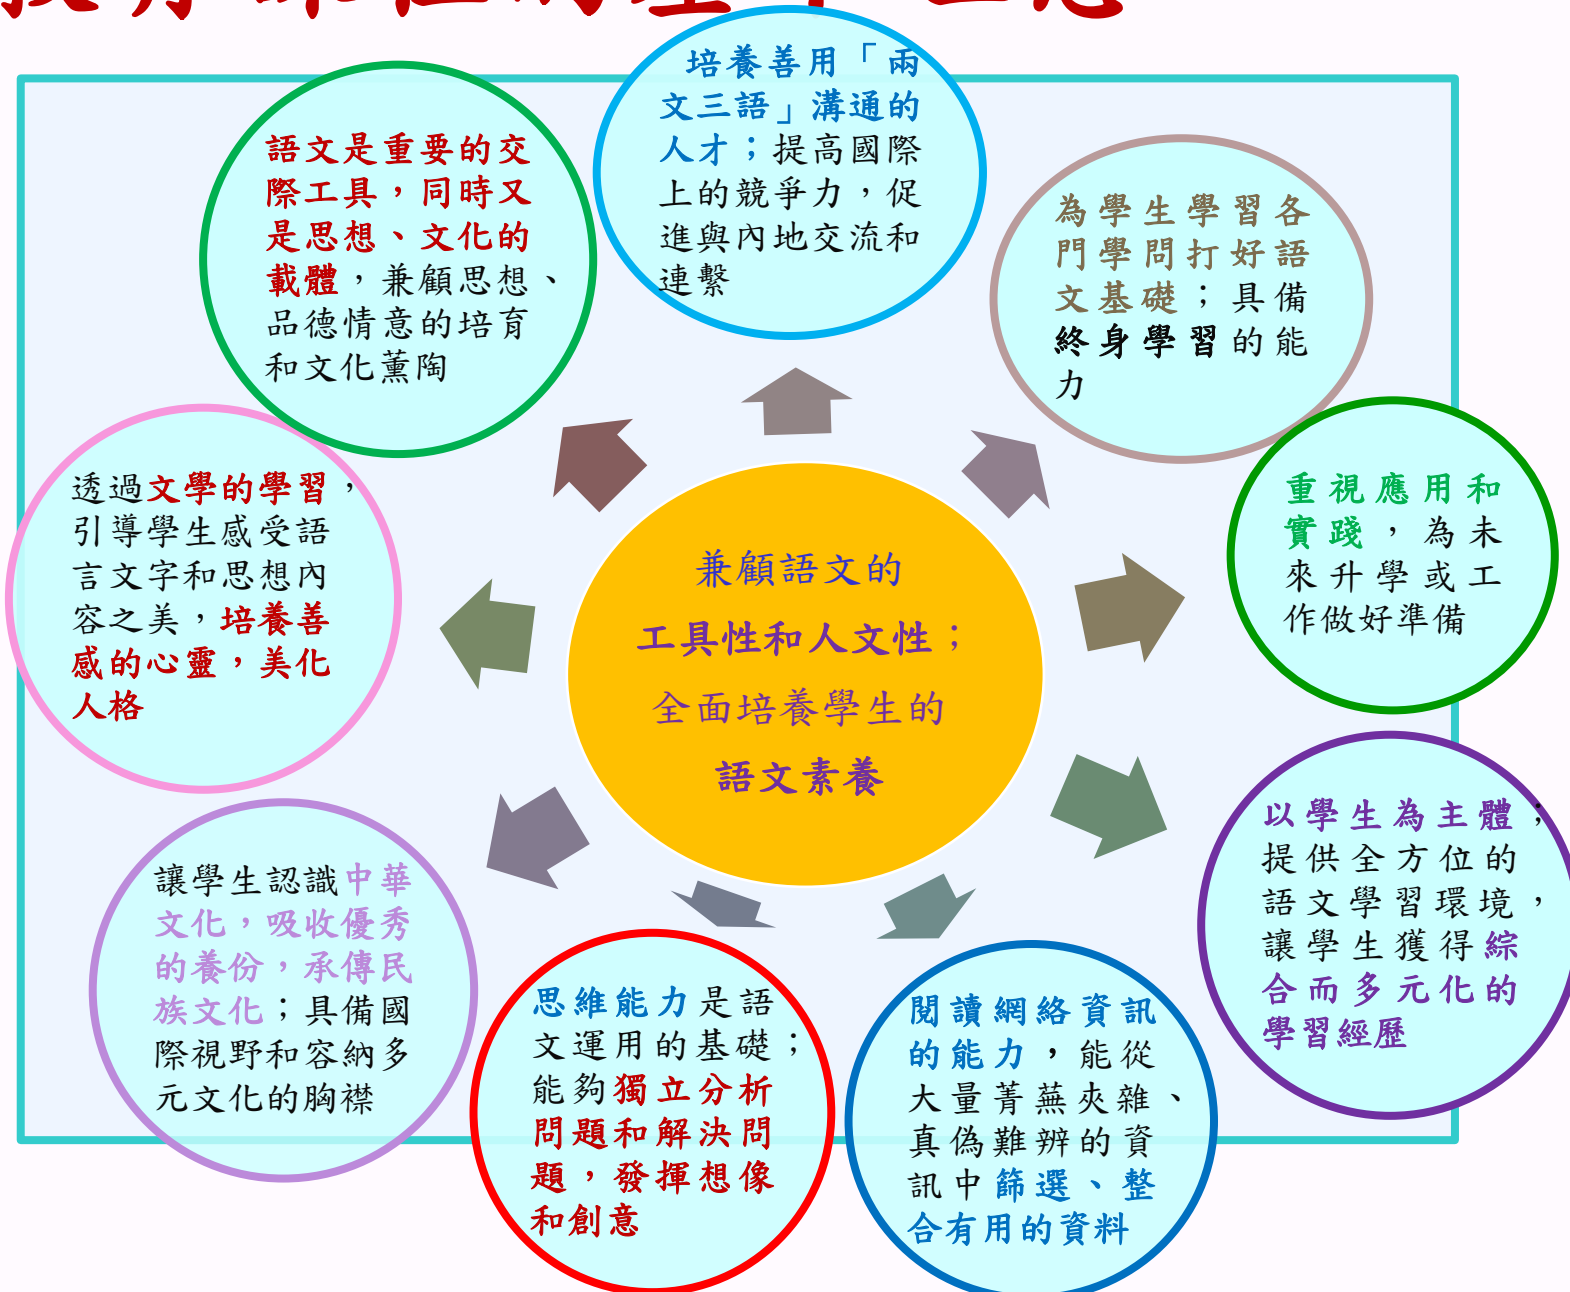 語文是重要的交
際工具，同時又
是思想、文化的
載體，兼顧思想、
品德情意的培育
和文化薰陶
培養善用「兩
文三語」溝通的
人才；提高國際
上的競爭力，促
進與內地交流和
連繫
為學生學習各
門學問打好語
文基礎；具備
終身學習的能
力
透過文學的學習，
引導學生感受語
言文字和思想內
容之美，培養善
感的心靈，美化
人格
兼顧語文的
工具性和人文性；
全面培養學生的
語文素養
重視應用和
實踐，為未
來升學或工
作做好準備
讓學生認識中華
文化，吸收優秀
的養份，承傳民
族文化；具備國
際視野和容納多
元文化的胸襟
思維能力是語
文運用的基礎；
能夠獨立分析
問題和解決問
題，發揮想像
和創意
閱讀網絡資訊
的能力，能從
大量菁蕪夾雜、
真偽難辨的資
訊中篩選、整
合有用的資料
以學生為主體；
提供全方位的
語文學習環境，
讓學生獲得綜
合而多元化的
學習經歷